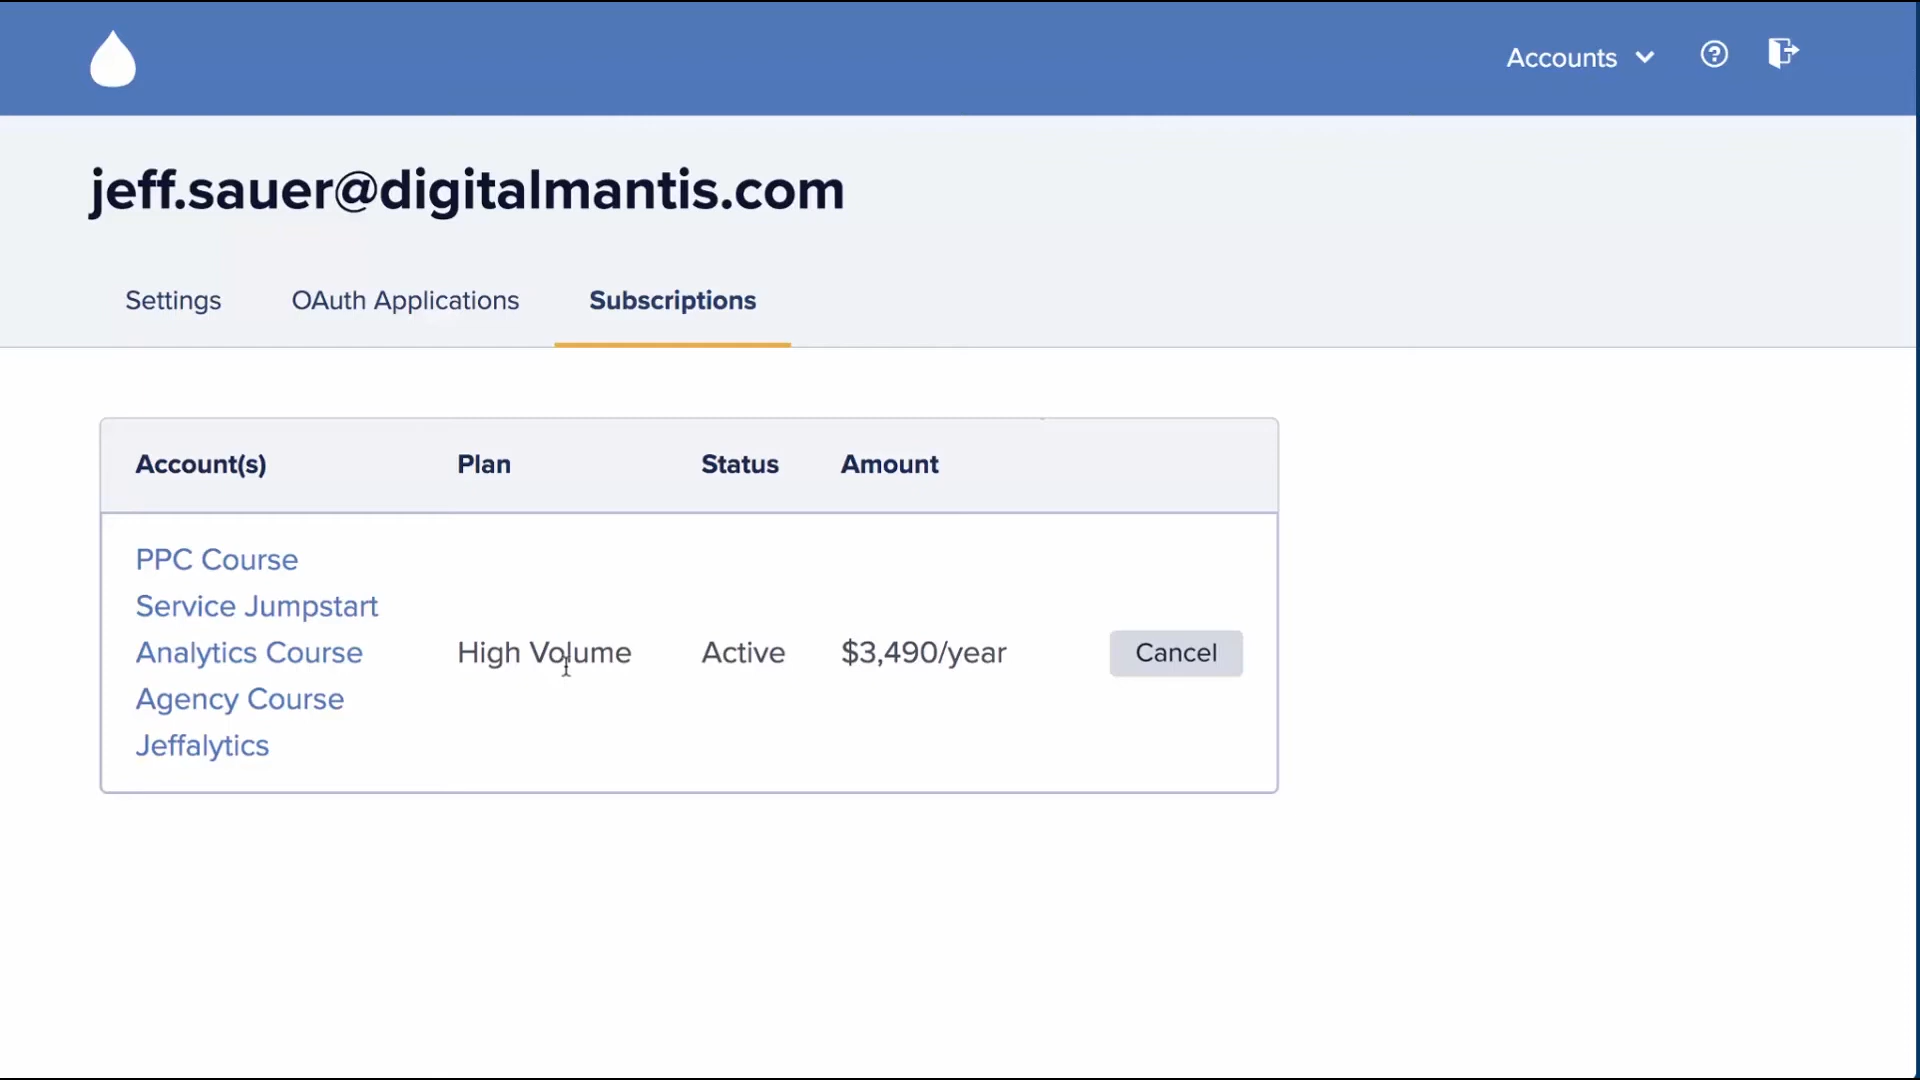 Accounts
jeff.sauer@digitalmantis.com
Settings OAuth Applications Subscriptions
Account(s) Plan Status Amount
PPC Course
Service Jumpstart
Analytics Course High Volume Active $3,490/year Cancel
Agency Course
Jeffalytics